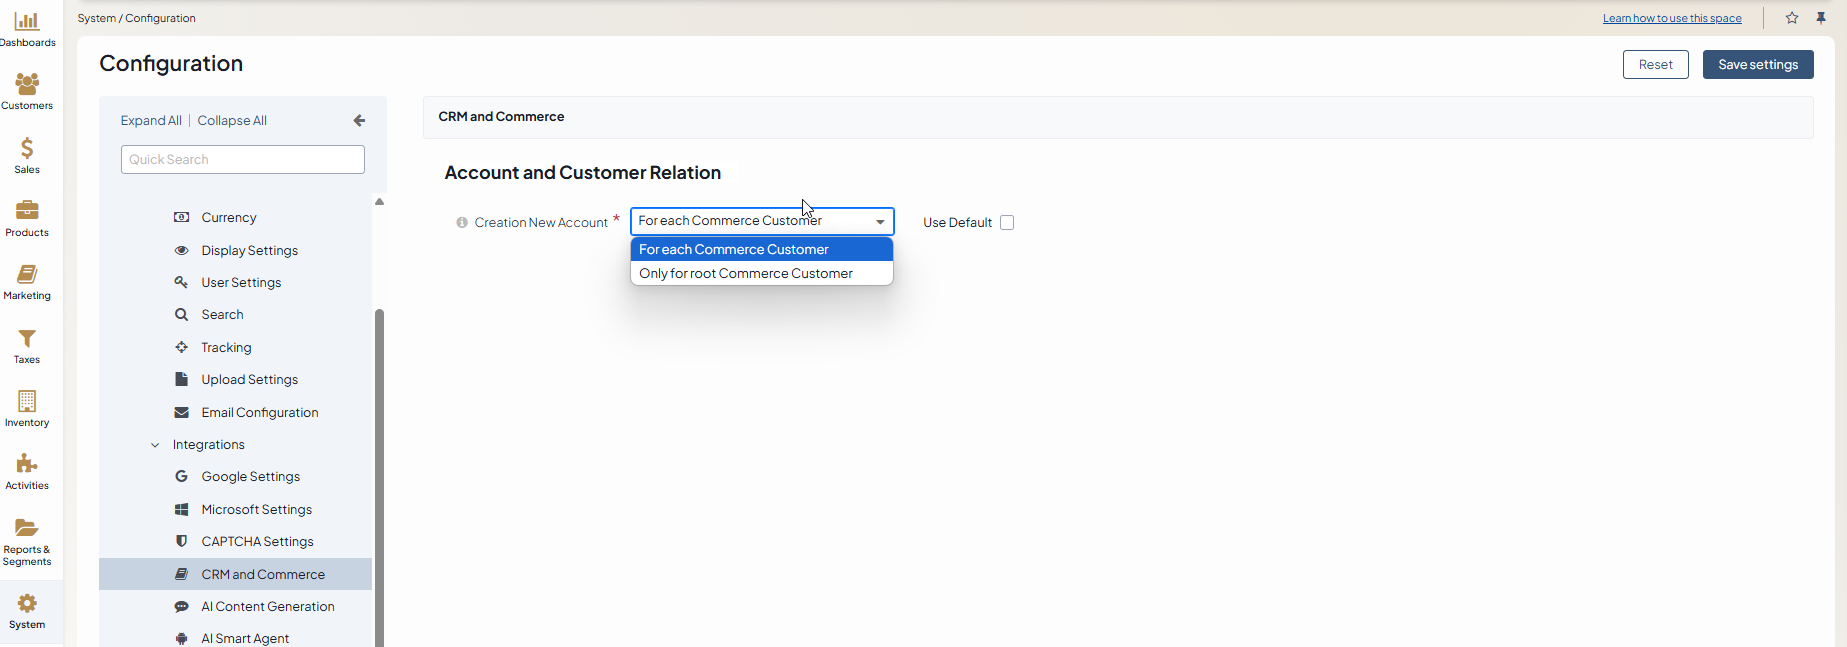 System / Configuration
Learn how to use this space
Dashboards
Customers
Sales
Products
Marketing
Taxes
Inventory
Activities
Reports &
Segments
System
Configuration
Reset
Save settings
Expand All | Collapse All
Quick Search
Currency
Display Settings
User Settings
Search
Tracking
Upload Settings
Email Configuration
Integrations
Google Settings
Microsoft Settings
CAPTCHA Settings
CRM and Commerce
AI Content Generation
AI Smart Agent
CRM and Commerce
Account and Customer Relation
Creation New Account * For each Commerce Customer Use Default
For each Commerce Customer
Only for root Commerce Customer